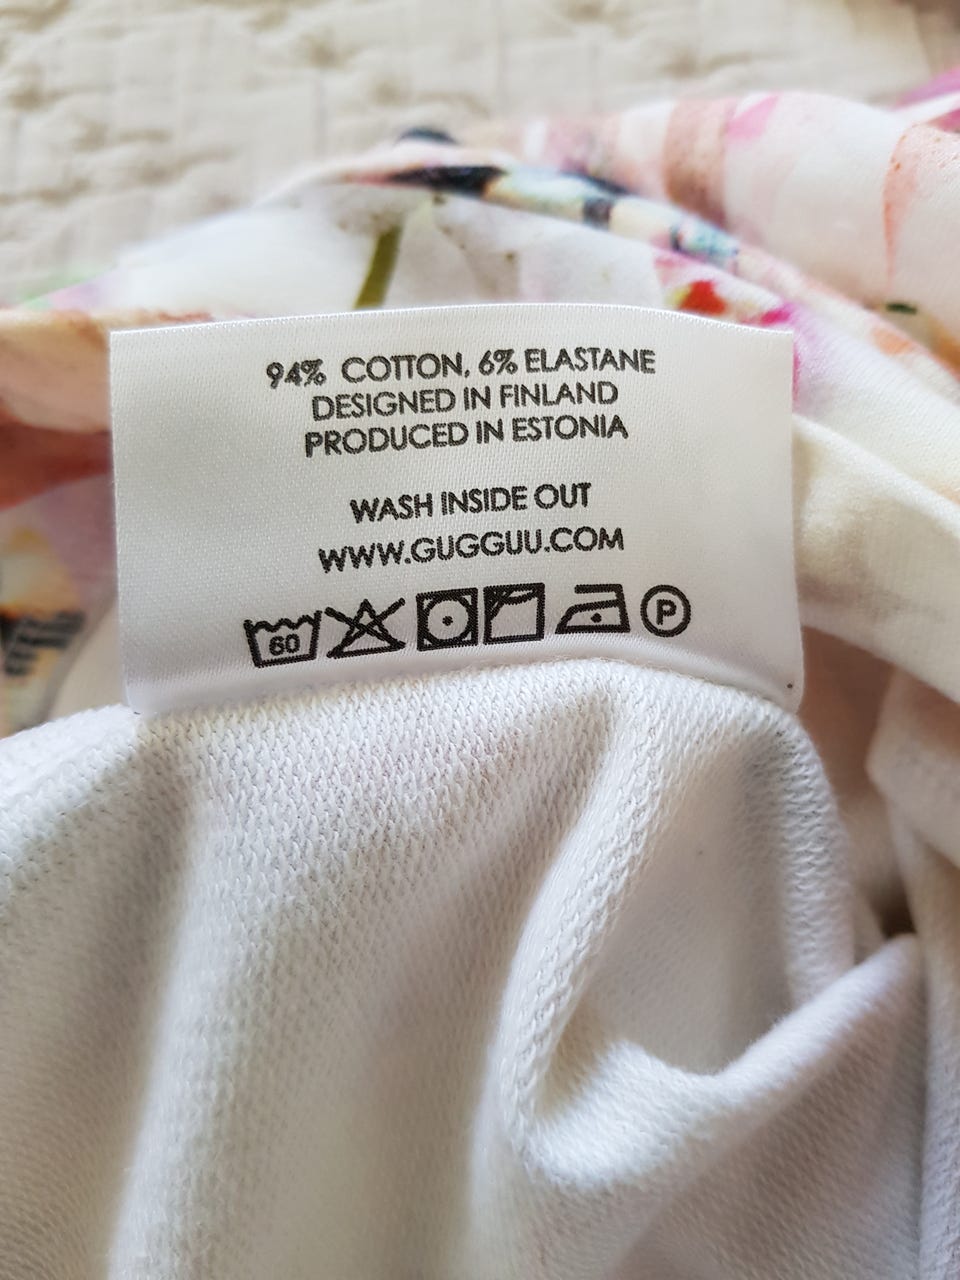 94% COTTON, 6% ELASTANE
DESIGNED IN FINLAND
PRODUCED IN ESTONIA
WASH INSIDE OUT
WWW.GUGGUU.COM
60 P